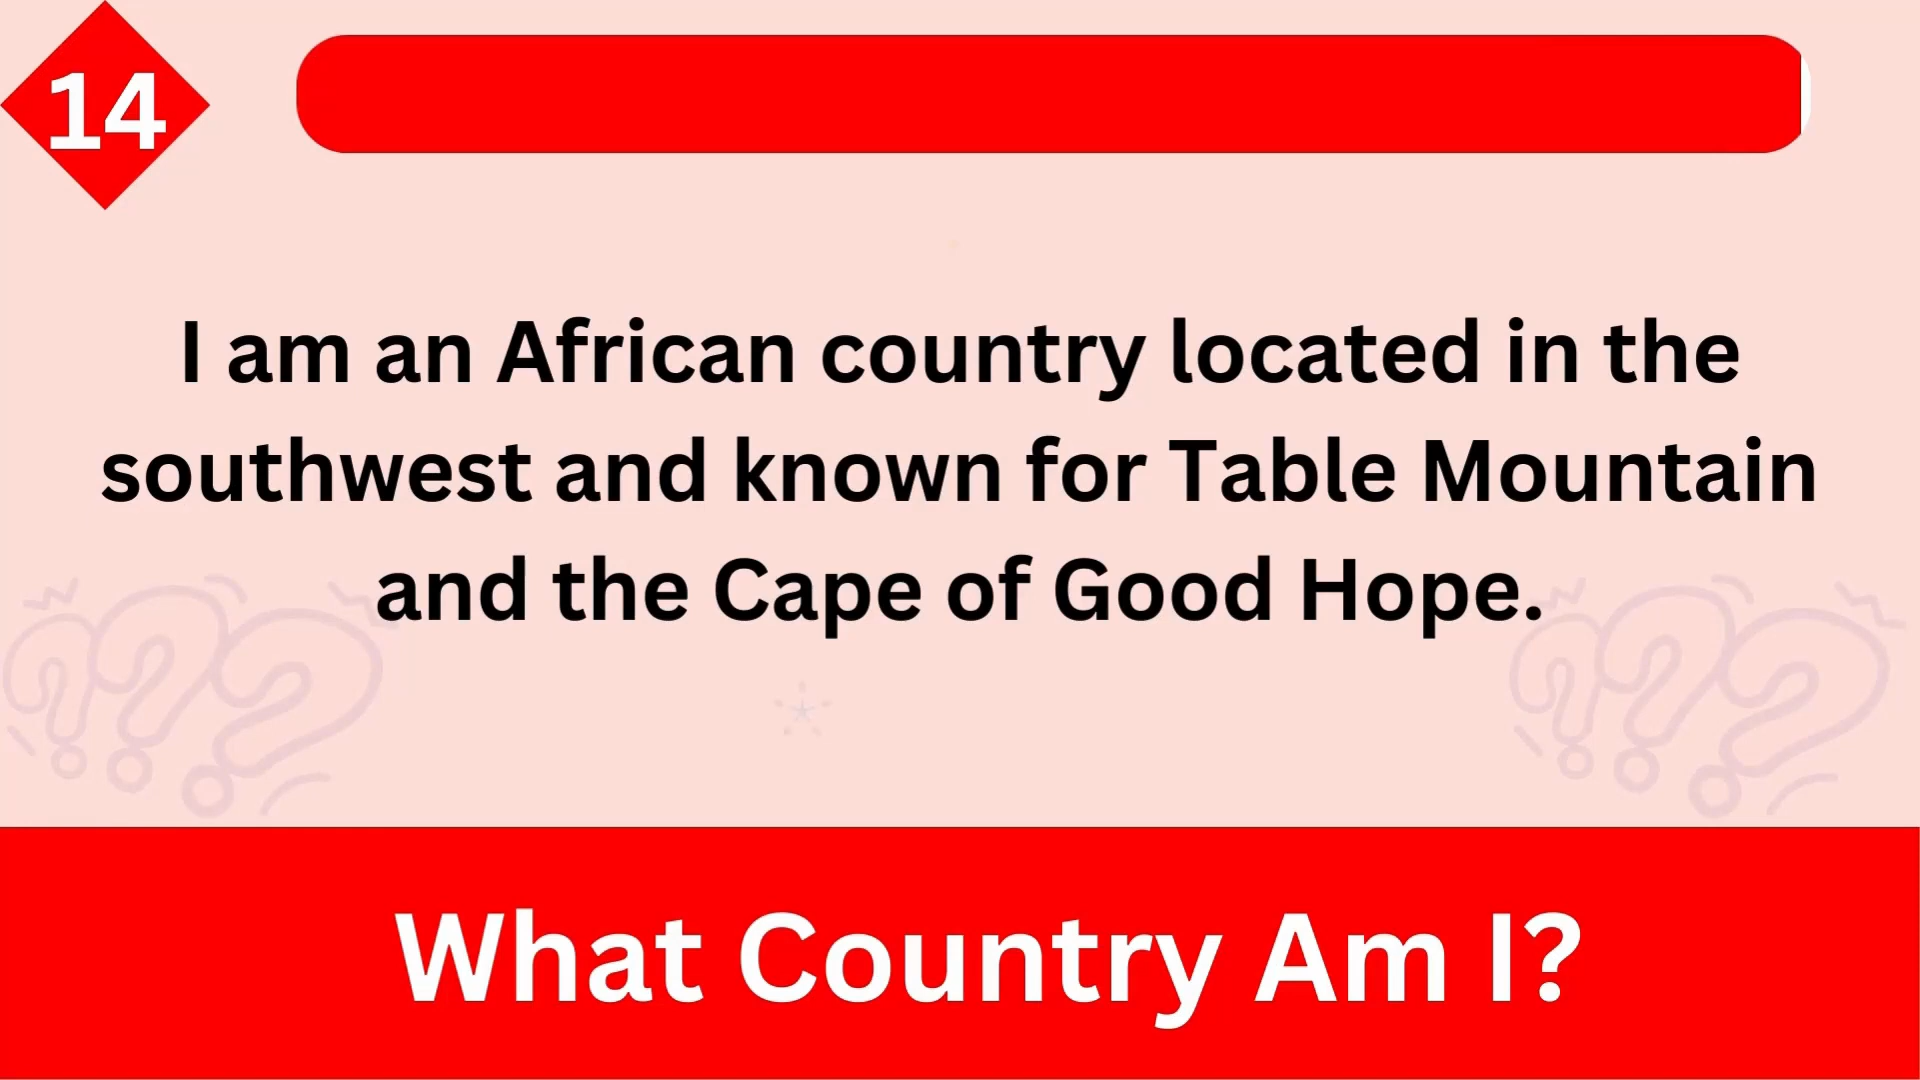 14
I am an African country located in the
southwest and known for Table Mountain
and the Cape of Good Hope.
What Country Am I?